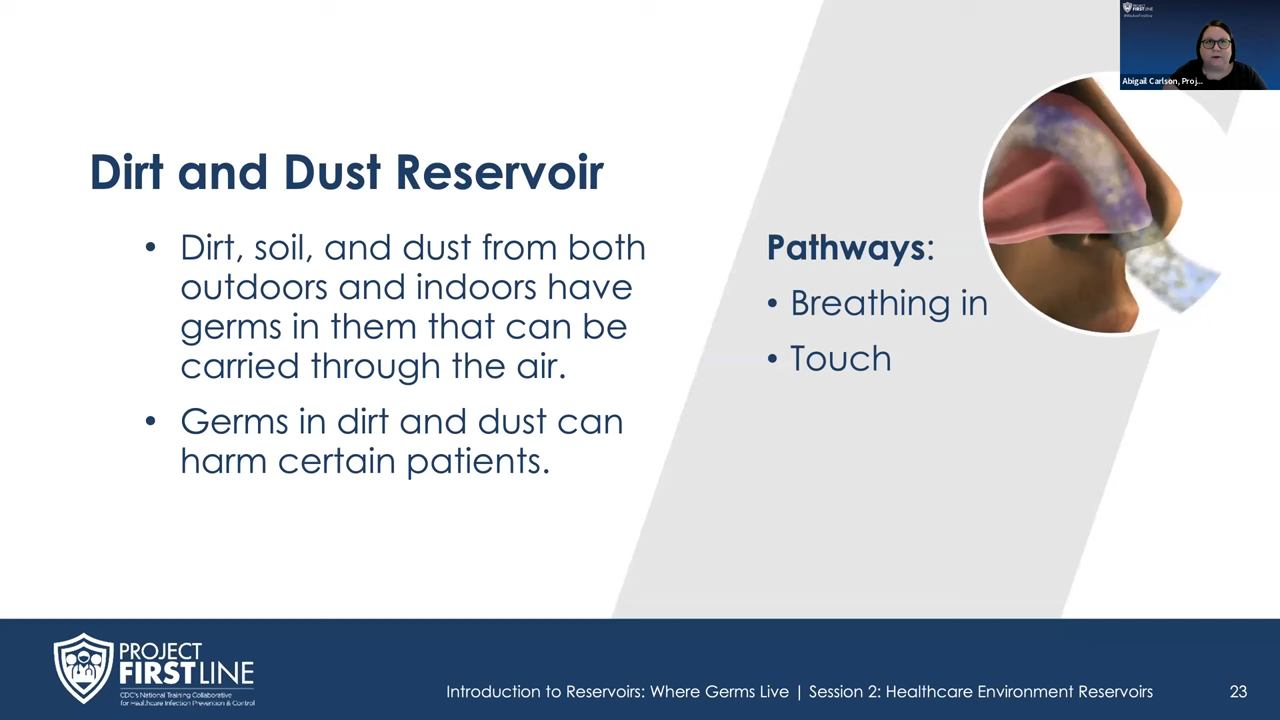 PROJECT
FIRSTLINE
Abigail Carlson, Proj...
Dirt and Dust Reservoir
• Dirt, soil, and dust from both
outdoors and indoors have
germs in them that can be
carried through the air.
• Germs in dirt and dust can
harm certain patients.
Pathways:
• Breathing in
• Touch
PROJECT
FIRSTLINE
CDC's National Training Collaborative
for Healthcare Infection Prevention & Control
Introduction to Reservoirs: Where Germs Live | Session 2: Healthcare Environment Reservoirs
23